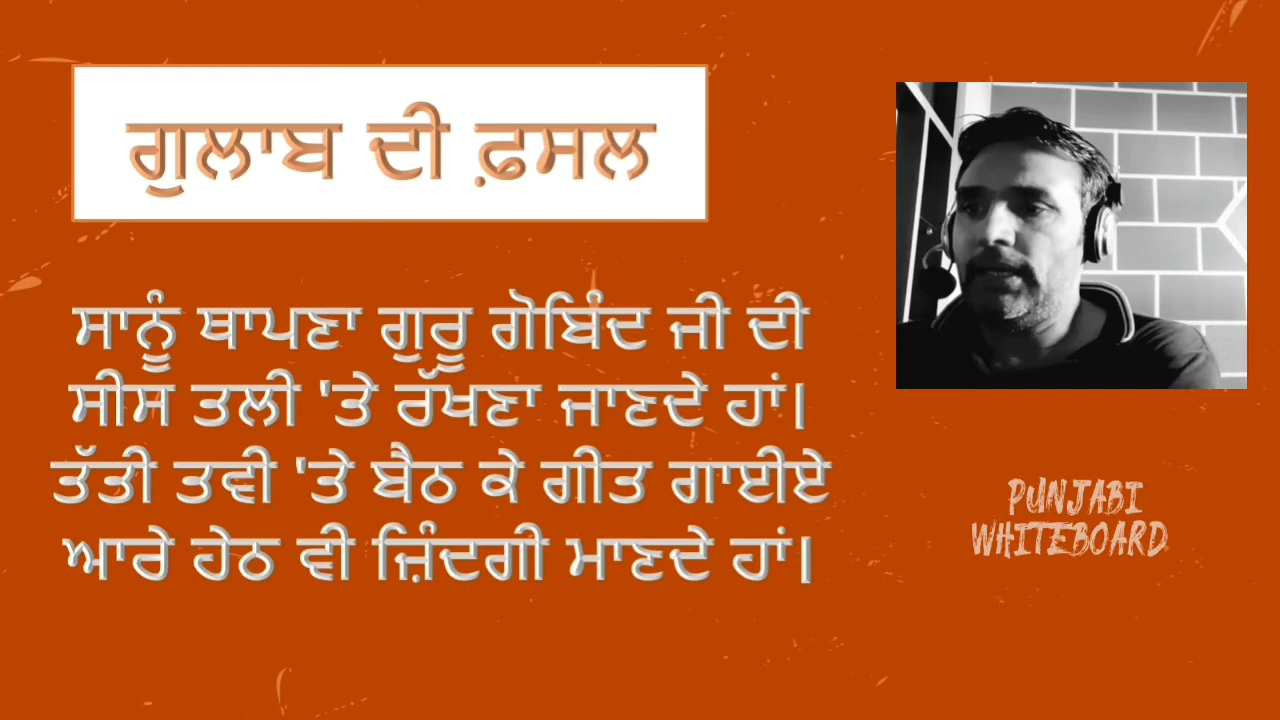 ਗੁਲਾਬ ਦੀ ਫ਼ਸਲ
ਸਾਨੂੰ ਥਾਪਣਾ ਗੁਰੂ ਗੋਬਿੰਦ ਜੀ ਦੀ
ਸੀਸ ਤਲੀ 'ਤੇ ਰੱਖਣਾ ਜਾਣਦੇ ਹਾਂ।
ਤੱਤੀ ਤਵੀ 'ਤੇ ਬੈਠ ਕੇ ਗੀਤ ਗਾਈਏ
ਆਰੇ ਹੇਠ ਵੀ ਜ਼ਿੰਦਗੀ ਮਾਣਦੇ ਹਾਂ।
PUNJABI
WHITEBOARD